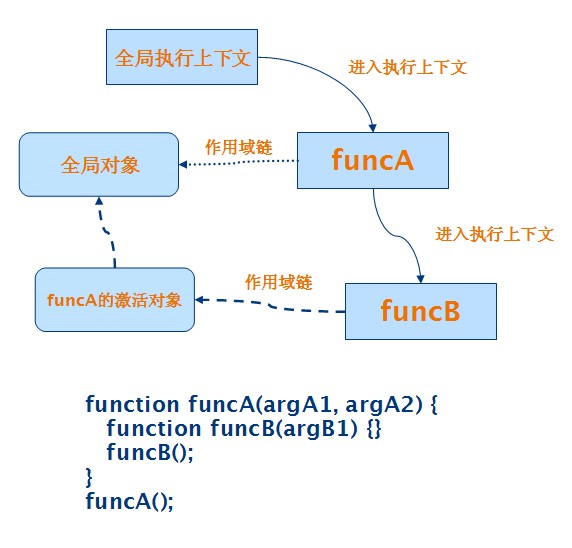 全局执行上下文
进入执行上下文
全局对象
作用域链
funcA
进入执行上下文
funcA的激活对象
作用域链
funcB
function funcA(argA1, argA2) {
function funcB(argB1) {}
funcB();
}
funcA();